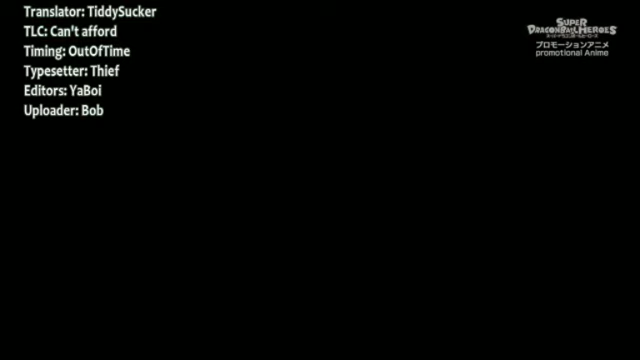 Translator: TiddySucker
TLC: Can't afford
Timing: OutOfTime
Typesetter: Thief
Editors: YaBoi
Uploader: Bob
SUPER
DRAGONBALL HEROES
プロモーションアニメ
promotional Anime